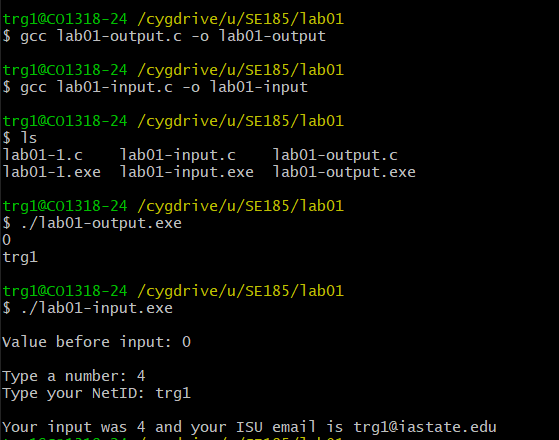 trg1@CO1318-24 /cygdrive/u/SE185/lab01
$ gcc lab01-output.c -o lab01-output
trg1@CO1318-24 /cygdrive/u/SE185/lab01
$ gcc lab01-input.c -o lab01-input
trg1@CO1318-24 /cygdrive/u/SE185/lab01
$ ls
lab01-1.c    lab01-input.c    lab01-output.c
lab01-1.exe  lab01-input.exe  lab01-output.exe
trg1@CO1318-24 /cygdrive/u/SE185/lab01
$ ./lab01-output.exe
0
trg1
trg1@CO1318-24 /cygdrive/u/SE185/lab01
$ ./lab01-input.exe
Value before input: 0
Type a number: 4
Type your NetID: trg1
Your input was 4 and your ISU email is trg1@iastate.edu